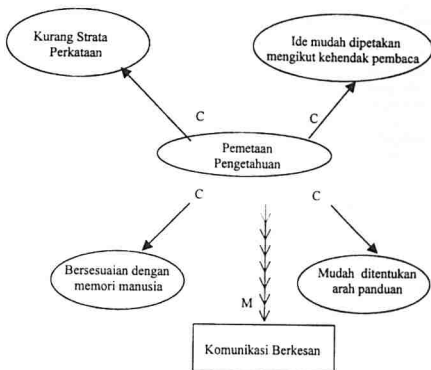 Kurang Strata
Perkataan
Ide mudah dipetakan
mengikut kehendak pembaca
C
C
Pemetaan
Pengetahuan
C
C
Bersesuaian dengan
memori manusia
Mudah ditentukan
arah panduan
M
Komunikasi Berkesan